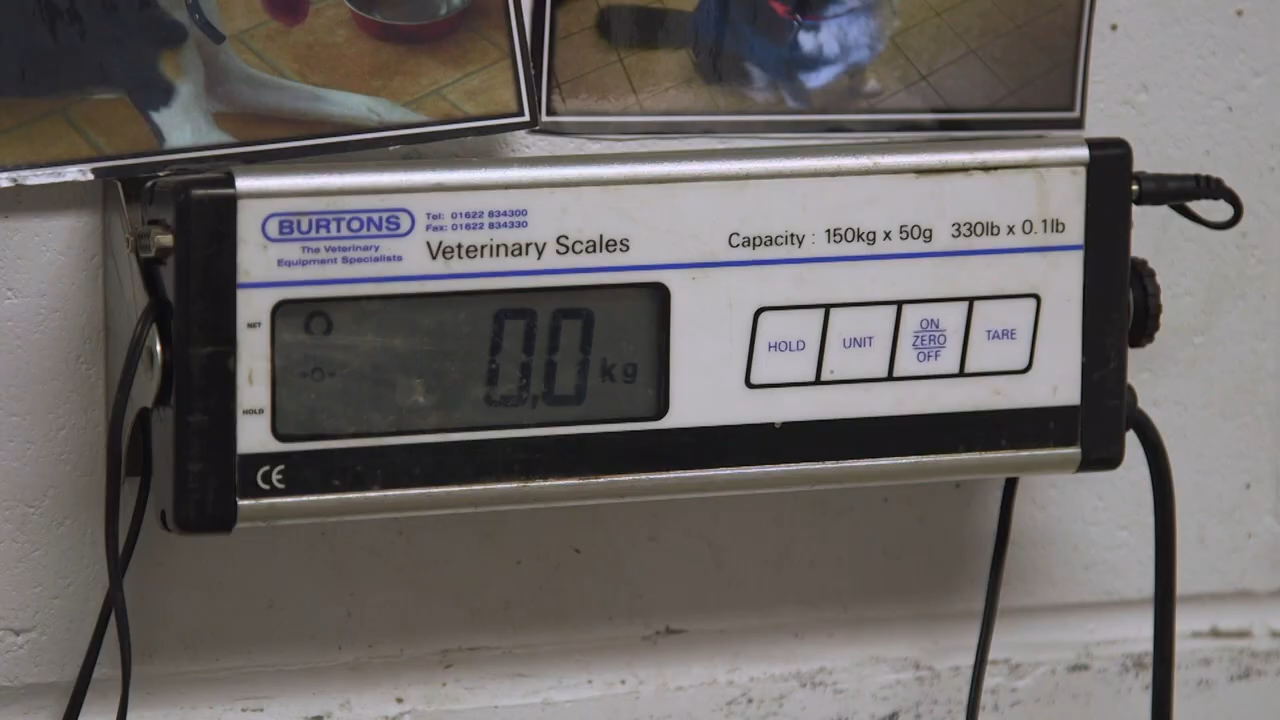 BURTONS
The Veterinary
Equipment Specialists
Tel: 01622 834300
Fax: 01622 834330
Veterinary Scales
Capacity : 150kg x 50g 330lb x 0.1lb
NET
HOLD
0.0 kg
HOLD
UNIT
ON
ZERO
OFF
TARE
CE